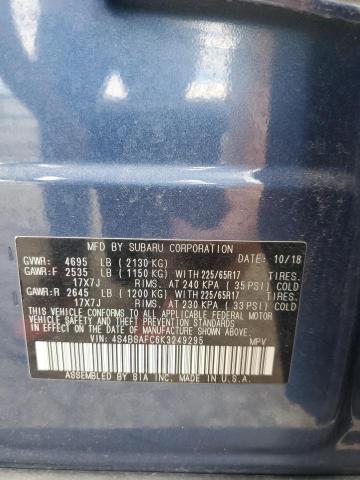 MFD. BY SUBARU CORPORATION
GVWR: 4695 LB (2130 KG) DATE: 10/18
GAWR:F 2535 LB (1150 KG) WITH 225/65R17 TIRES.
17X7J RIMS. AT 240 KPA ( 35 PSI) COLD
GAWR:R 2645 LB (1200 KG) WITH 225/65R17 TIRES.
17X7J RIMS. AT 230 KPA ( 33 PSI) COLD
VEHICLE CONFORMS TO ALL APPLICABLE FEDERAL MOTOR
VEHICLE SAFETY, BUMPER, AND THEFT PREVENTION
STANDARDS IN EFFECT ON THE DATE OF MANUFACTURE
SHOWN ABOVE.
VIN: 4S4BSAFC6K3249295 MPV
ASSEMBLED BY SIA, INC. MADE IN U.S.A.